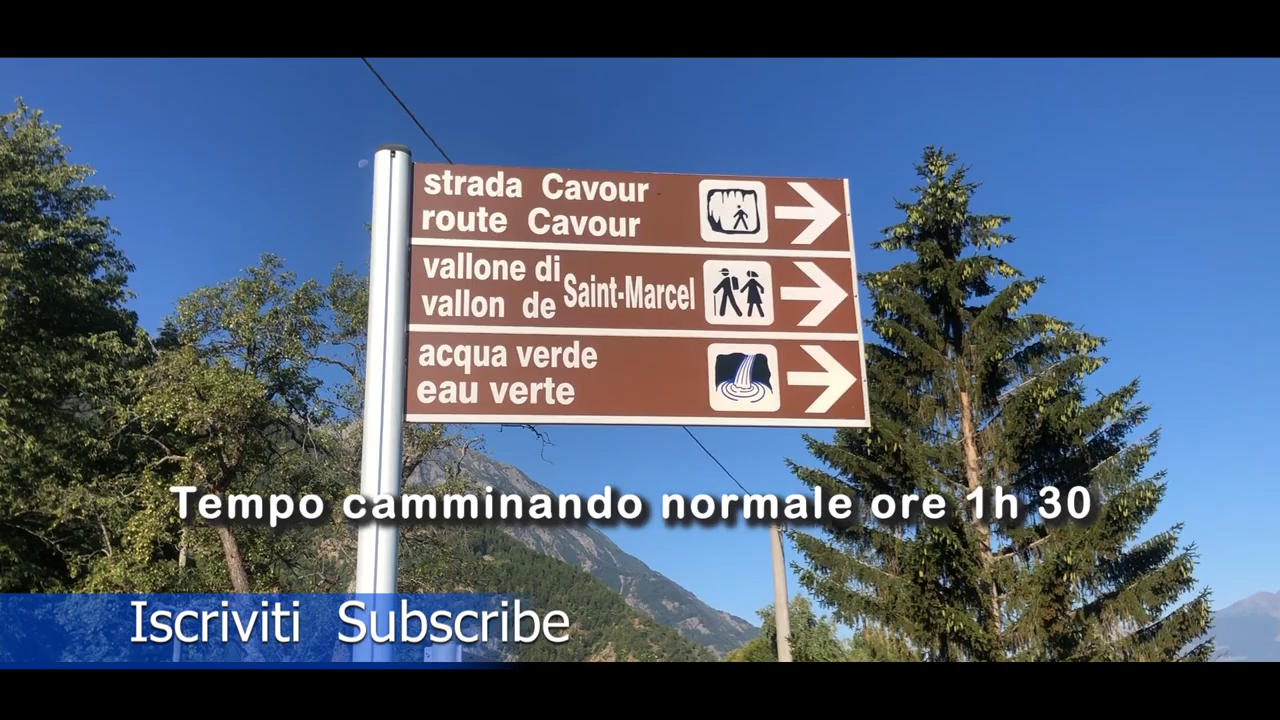 strada Cavour
route Cavour
vallone di
vallon de
Saint-Marcel
acqua verde
eau verte
Tempo camminando normale ore 1h 30
Iscriviti Subscribe